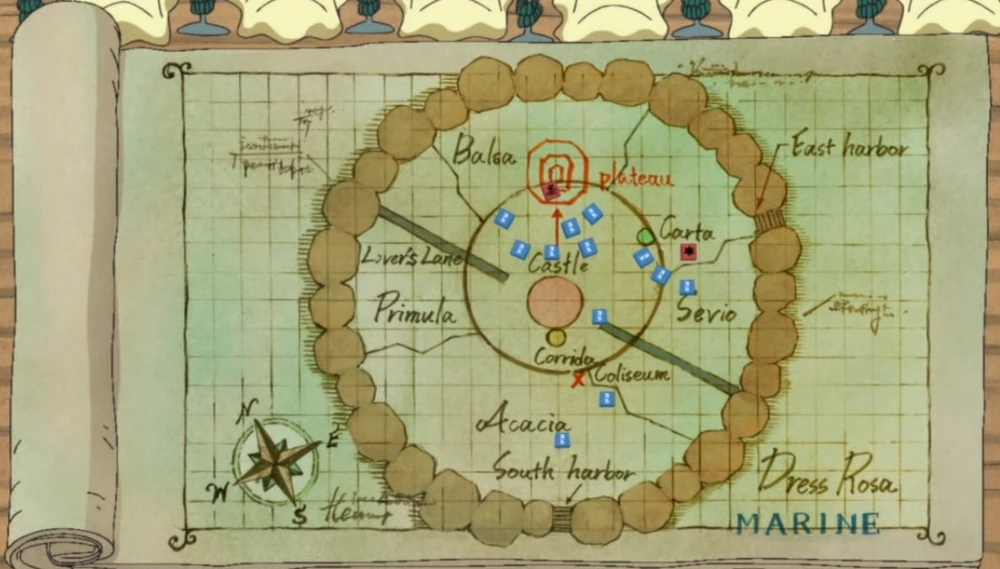 East harbor
Balsa
plateau
Carta
Lover's Lane
Castle
Primula
Sevio
Corrida
Coliseum
Acacia
South harbor
N
E
W
S
Dress Rosa
MARINE